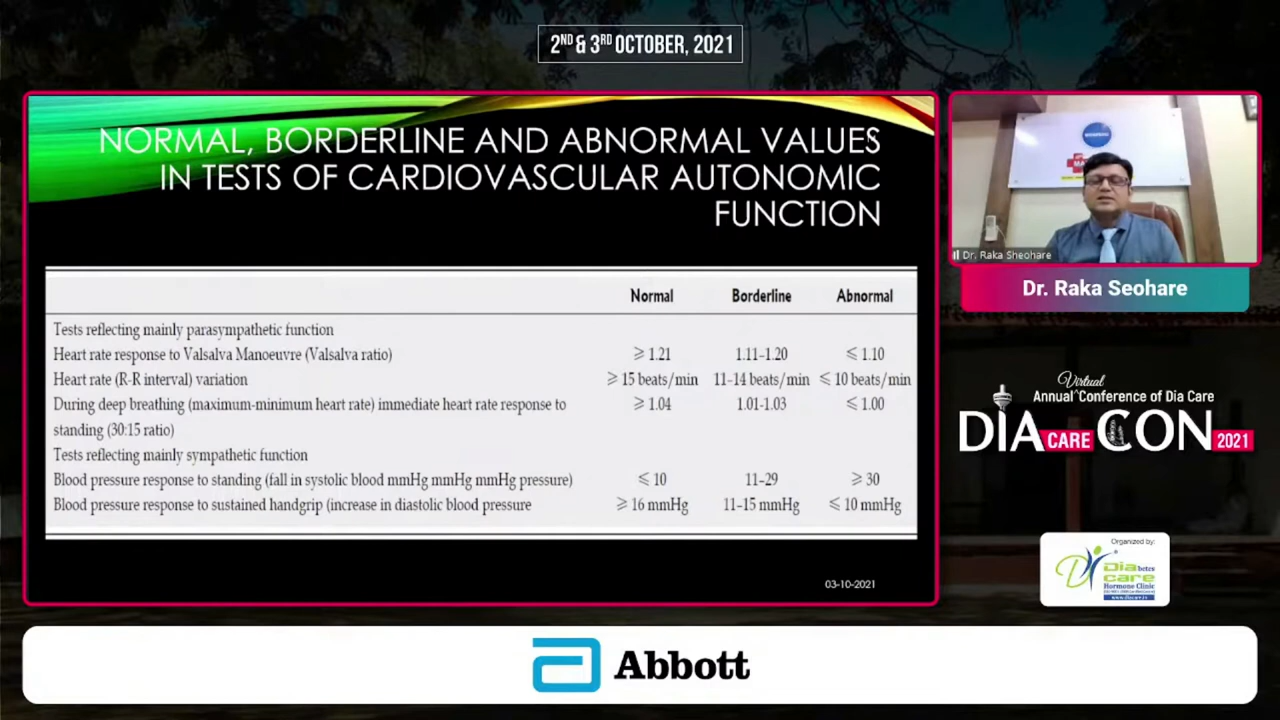 2ND & 3RD OCTOBER, 2021
NORMAL, BORDERLINE AND ABNORMAL VALUES
IN TESTS OF CARDIOVASCULAR AUTONOMIC
FUNCTION
Normal Borderline Abnormal
Tests reflecting mainly parasympathetic function
Heart rate response to Valsalva Manoeuvre (Valsalva ratio) ⩾ 1.21 1.11–1.20 ⩽ 1.10
Heart rate (R-R interval) variation ⩾ 15 beats/min 11–14 beats/min ⩽ 10 beats/min
During deep breathing (maximum-minimum heart rate) immediate heart rate response to ⩾ 1.04 1.01–1.03 ⩽ 1.00
standing (30:15 ratio)
Tests reflecting mainly sympathetic function
Blood pressure response to standing (fall in systolic blood mmHg mmHg mmHg pressure) ⩽ 10 11–29 ⩾ 30
Blood pressure response to sustained handgrip (increase in diastolic blood pressure ⩾ 16 mmHg 11–15 mmHg ⩽ 10 mmHg
03-10-2021
Dr. Raka Sheohare
Dr. Raka Seohare
Virtual
Annual Conference of Dia Care
DIA CARE CON 2021
Organized by:
Diabetes
care
Hormone Clinic
Abbott